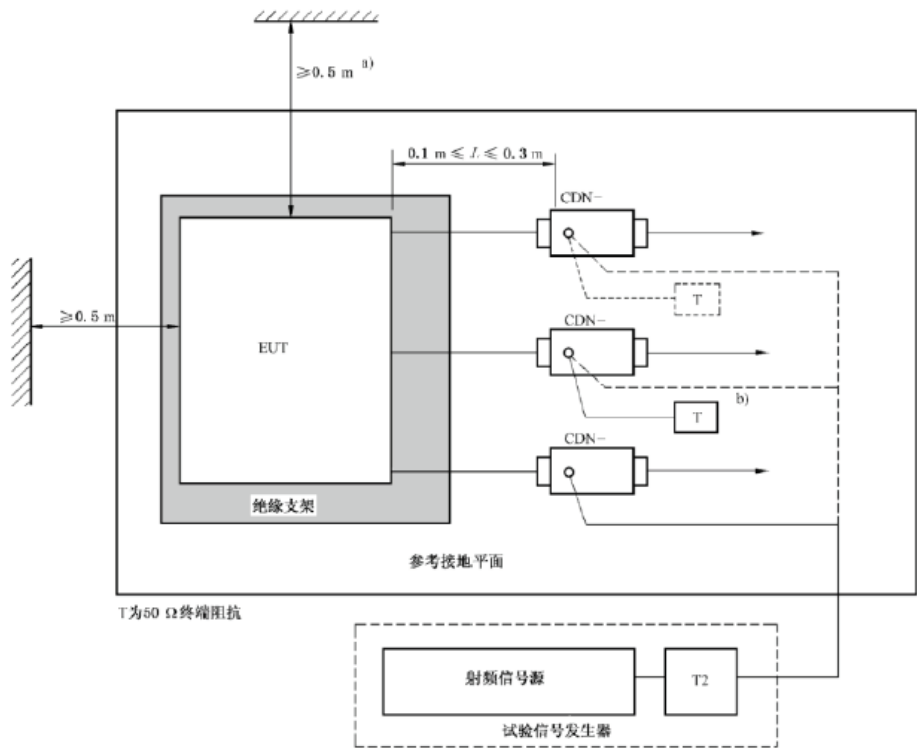 ≥0.5 m a)
0.1 m ≤ L ≤ 0.3 m
CDN-
T
≥0.5 m
EUT
CDN-
b)
T
CDN-
绝缘支架
参考接地平面
T为50 Ω终端阻抗
射频信号源
T2
试验信号发生器